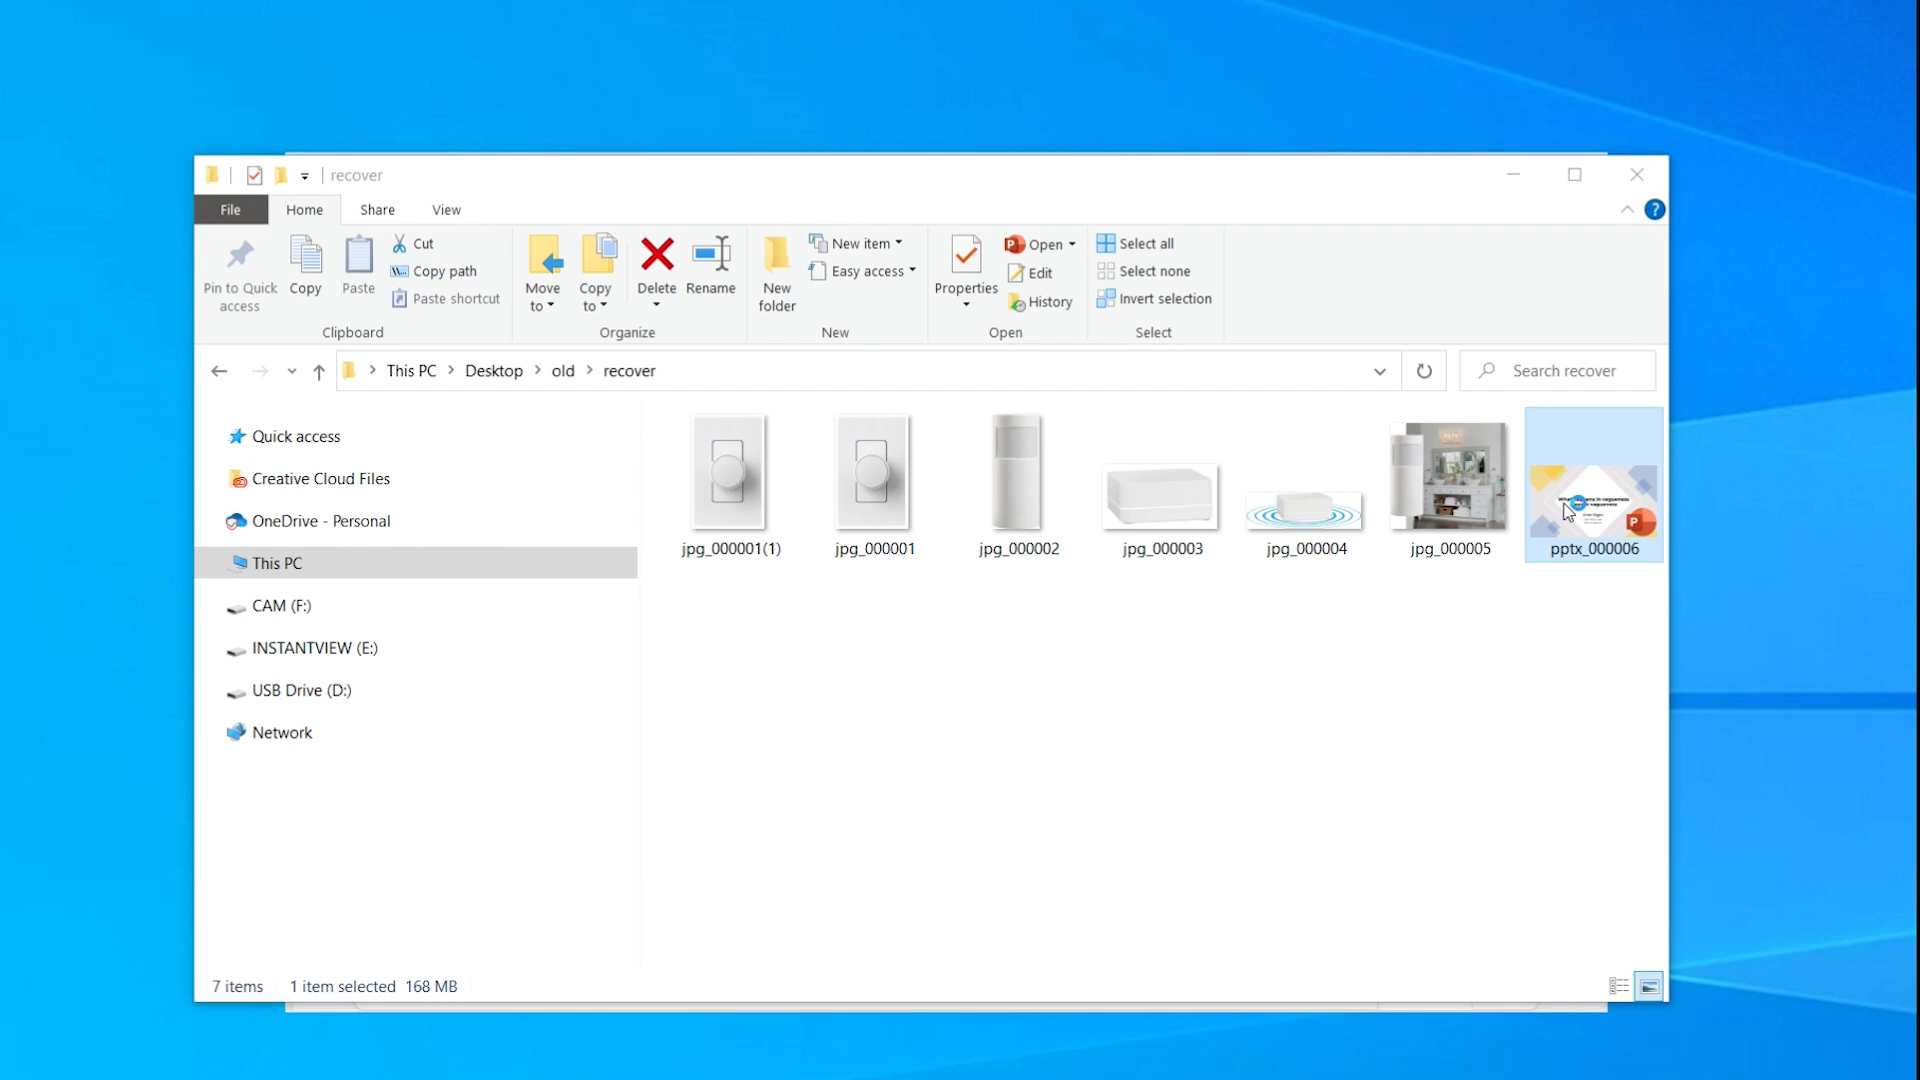 recover
File Home Share View
?
Pin to Quick access
Copy
Paste
Cut
Copy path
Paste shortcut
Clipboard
Move to
Copy to
Delete
Rename
Organize
New folder
New item
Easy access
New
Properties
Open
Edit
History
Open
Select all
Select none
Invert selection
Select
This PC > Desktop > old > recover
Search recover
Quick access
Creative Cloud Files
OneDrive - Personal
This PC
CAM (F:)
INSTANTVIEW (E:)
USB Drive (D:)
Network
P
jpg_000001(1) jpg_000001 jpg_000002 jpg_000003 jpg_000004 jpg_000005 pptx_000006
7 items 1 item selected 168 MB